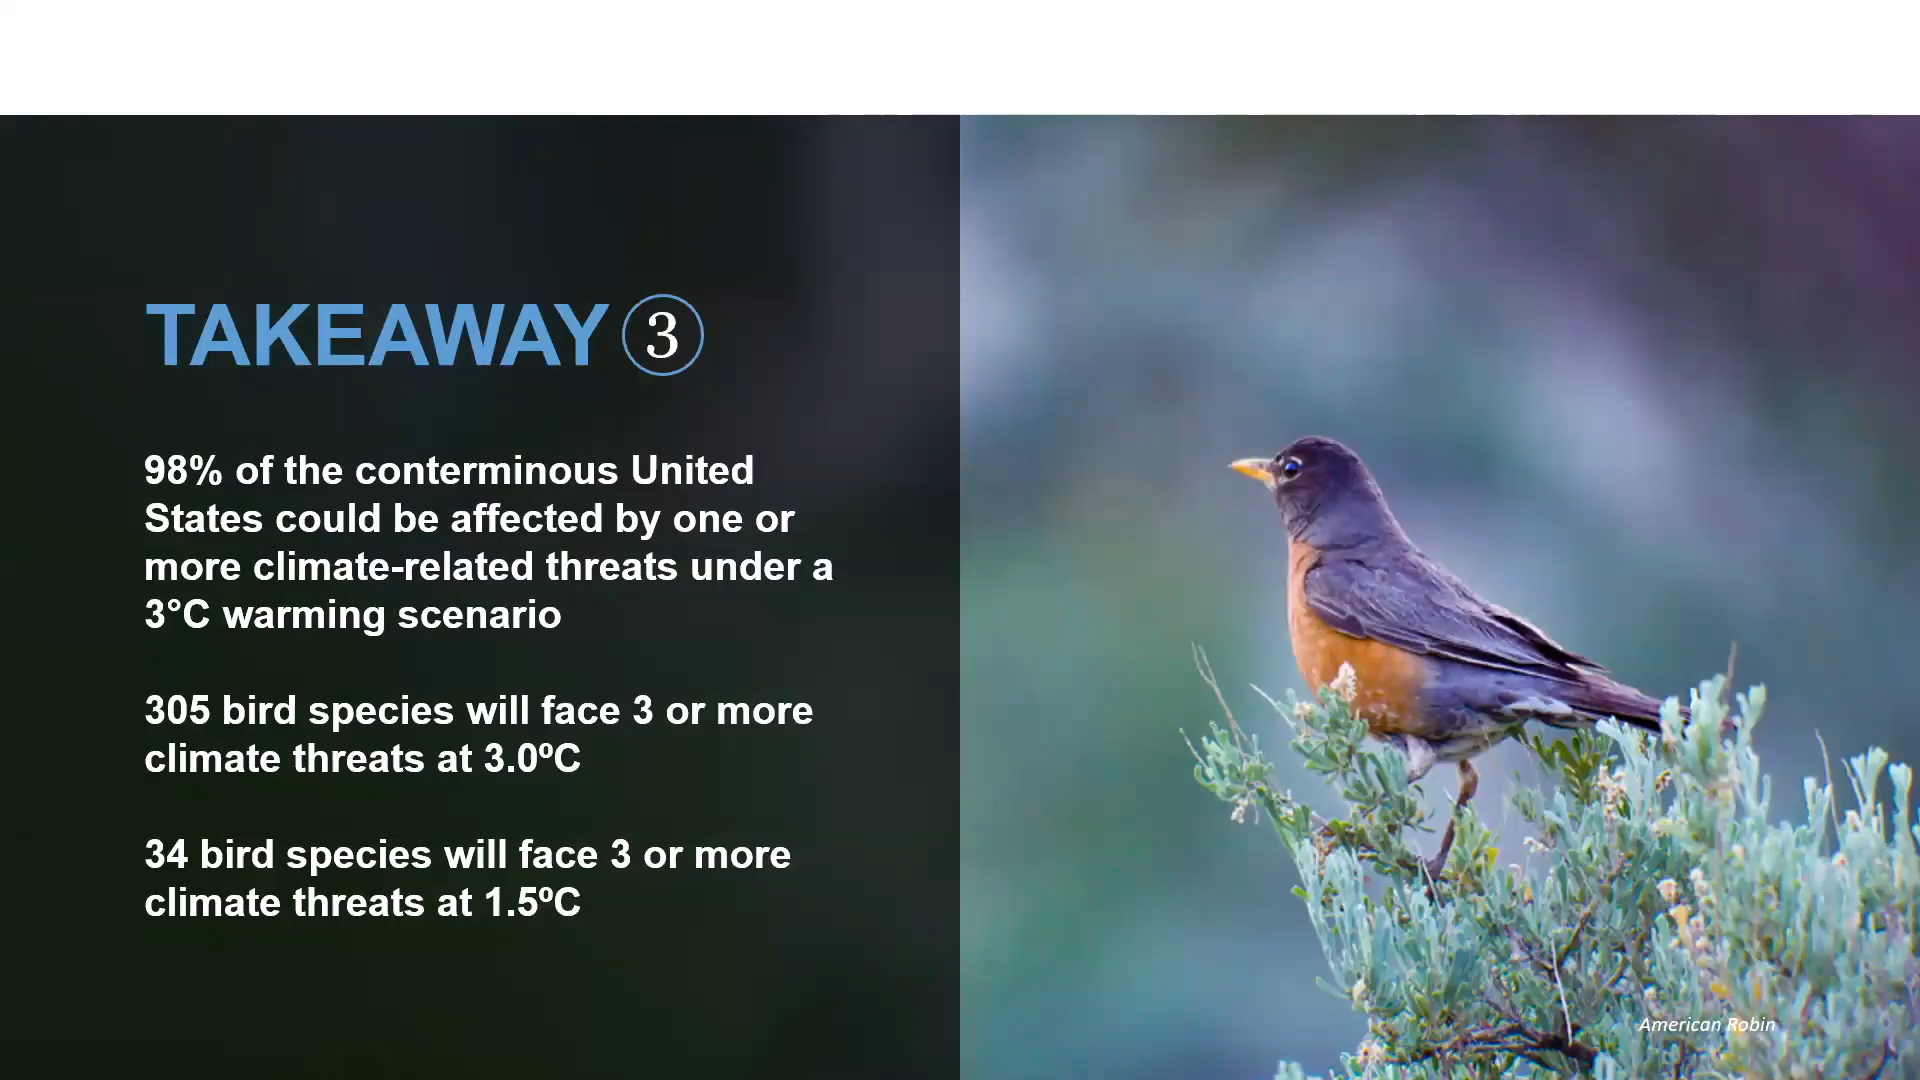 TAKEAWAY 3
98% of the conterminous United
States could be affected by one or
more climate-related threats under a
3°C warming scenario
305 bird species will face 3 or more
climate threats at 3.0ºC
34 bird species will face 3 or more
climate threats at 1.5ºC
American Robin